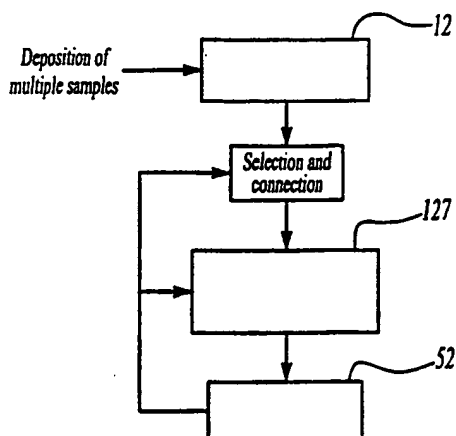 12
Deposition of
multiple samples
Selection and
connection
127
52